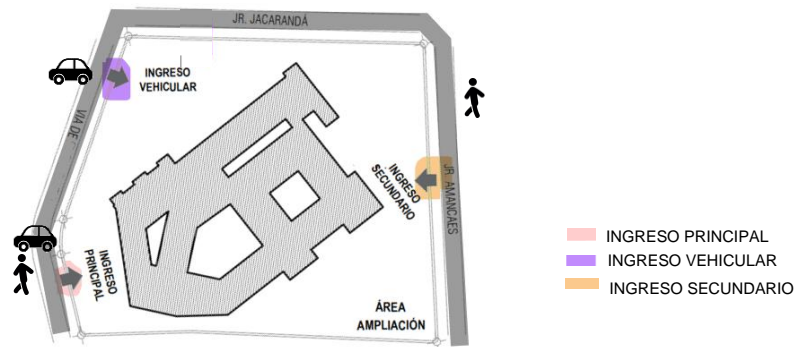 JR. JACARANDÁ
INGRESO
VEHICULAR
VIA DE
INGRESO
SECUNDARIO
JR. AMANCAES
INGRESO
PRINCIPAL
ÁREA
AMPLIACIÓN
INGRESO PRINCIPAL
INGRESO VEHICULAR
INGRESO SECUNDARIO